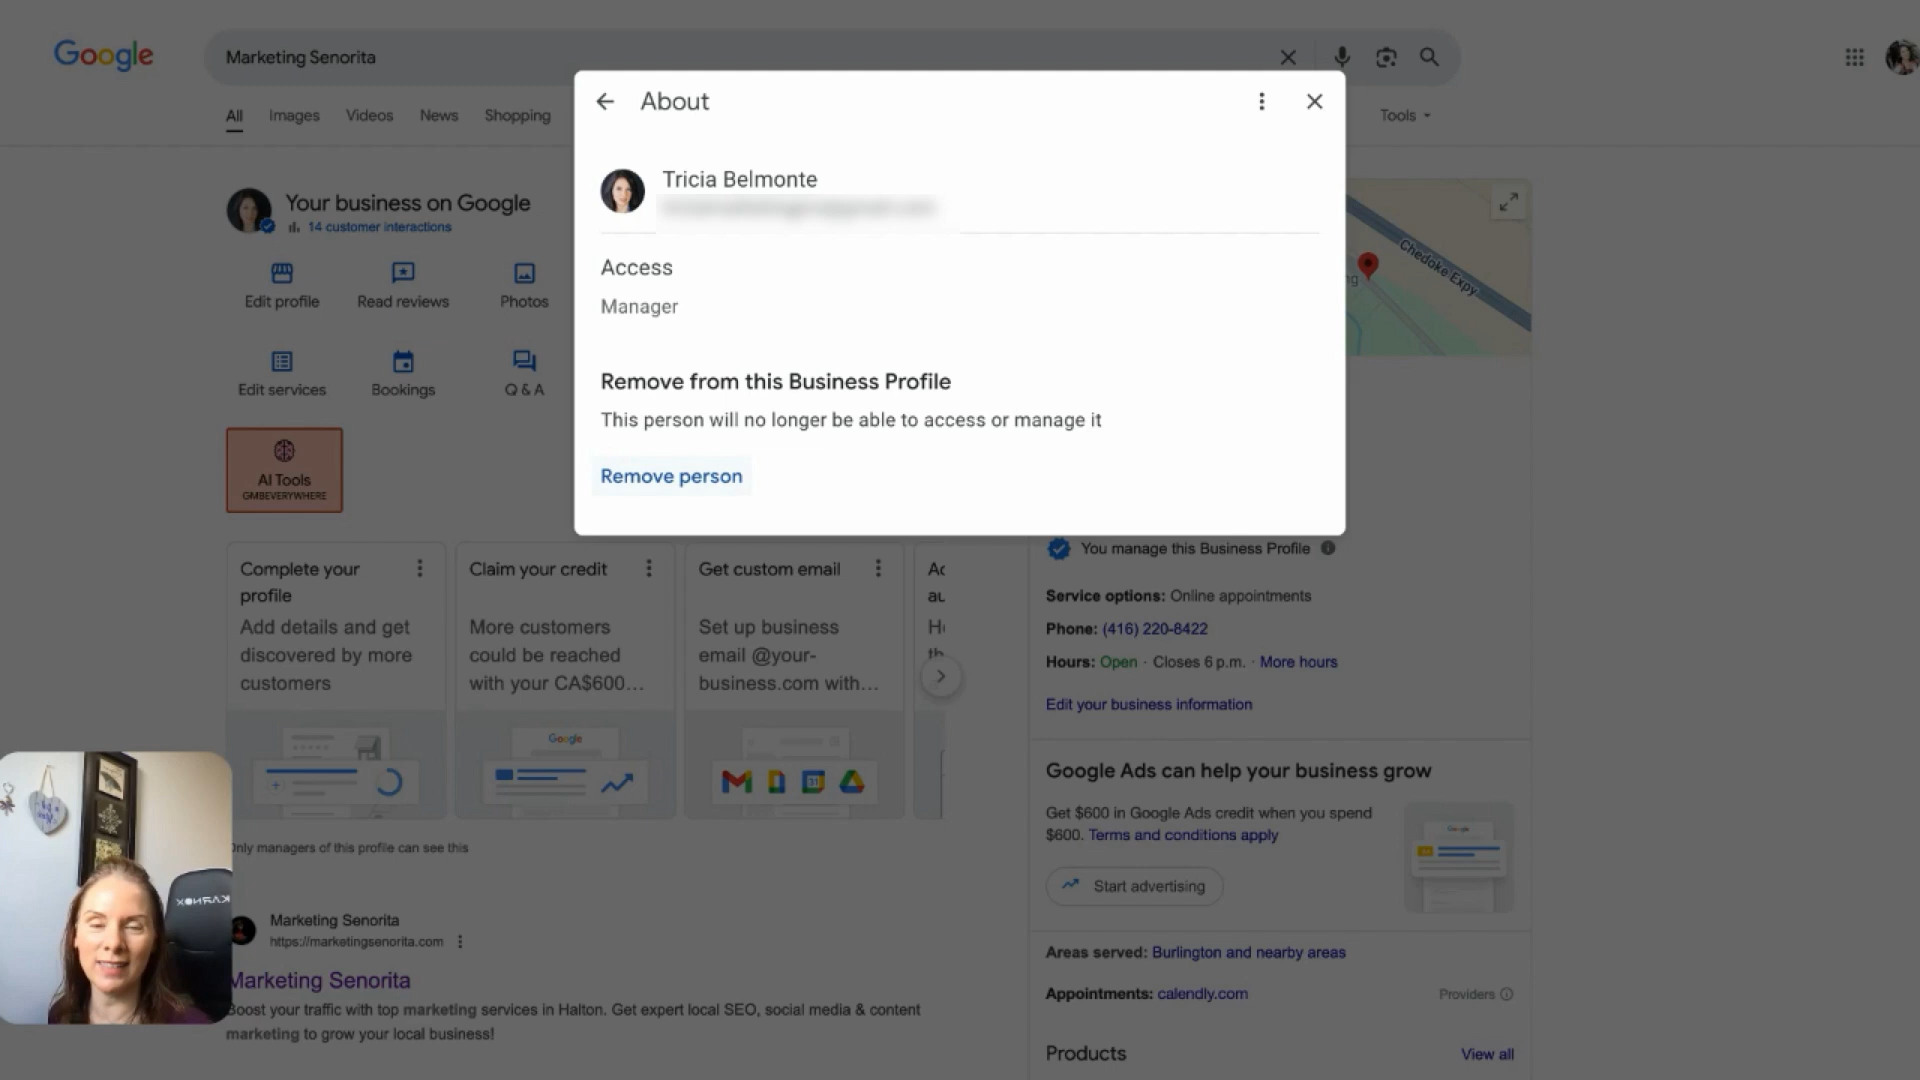 Google
Marketing Senorita
All
Images
Videos
News
Shopping
Tools
About
Tricia Belmonte
Access
Manager
Remove from this Business Profile
This person will no longer be able to access or manage it
Remove person
Your business on Google
14 customer interactions
Edit profile
Read reviews
Photos
Edit services
Bookings
Q & A
AI Tools
GMBEVERYWHERE
Complete your
profile
Add details and get
discovered by more
customers
Claim your credit
More customers
could be reached
with your CA$600...
Google
Get custom email
Set up business
email @your-
business.com with...
31
Only managers of this profile can see this
Marketing Senorita
https://marketingsenorita.com
Marketing Senorita
Boost your traffic with top marketing services in Halton. Get expert local SEO, social media & content
marketing to grow your local business!
Chedoke Expy
You manage this Business Profile
Service options: Online appointments
Phone: (416) 220-8422
Hours: Open · Closes 6 p.m. · More hours
Edit your business information
Google Ads can help your business grow
Get $600 in Google Ads credit when you spend
$600. Terms and conditions apply
Google
Start advertising
Areas served: Burlington and nearby areas
Appointments: calendly.com
Providers
Products
View all